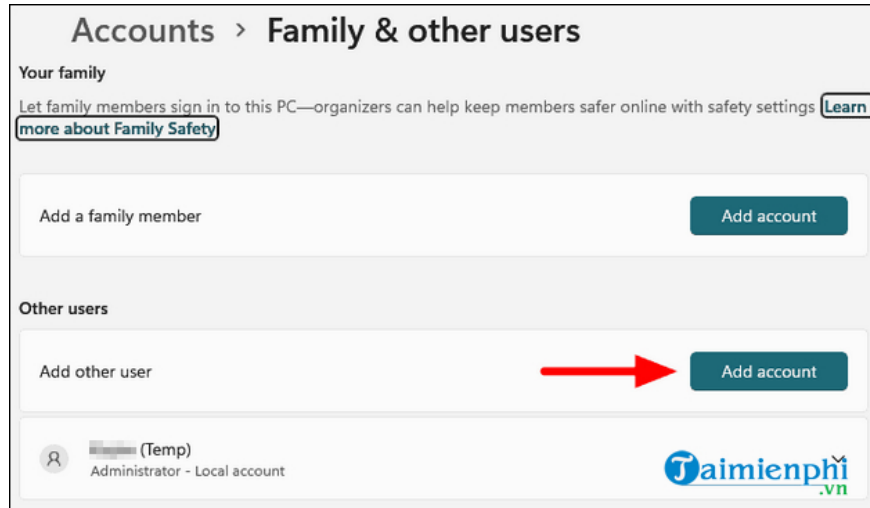 Accounts > Family & other users
Your family
Let family members sign in to this PC—organizers can help keep members safer online with safety settings Learn
more about Family Safety
Add a family member
Add account
Other users
Add other user
Add account
(Temp)
Administrator - Local account
Taimienphi
.vn